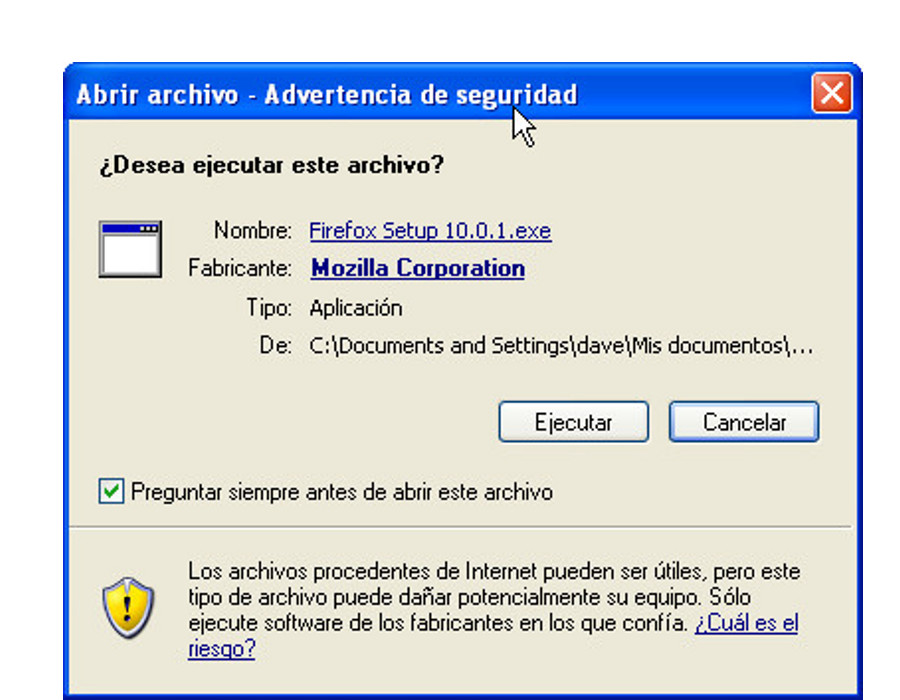 Abrir archivo - Advertencia de seguridad
¿Desea ejecutar este archivo?
Nombre: Firefox Setup 10.0.1.exe
Fabricante: Mozilla Corporation
Tipo: Aplicación
De: C:\Documents and Settings\dave\Mis documentos\...
Ejecutar Cancelar
Preguntar siempre antes de abrir este archivo
Los archivos procedentes de Internet pueden ser útiles, pero este
tipo de archivo puede dañar potencialmente su equipo. Sólo
ejecute software de los fabricantes en los que confía. ¿Cuál es el
riesgo?